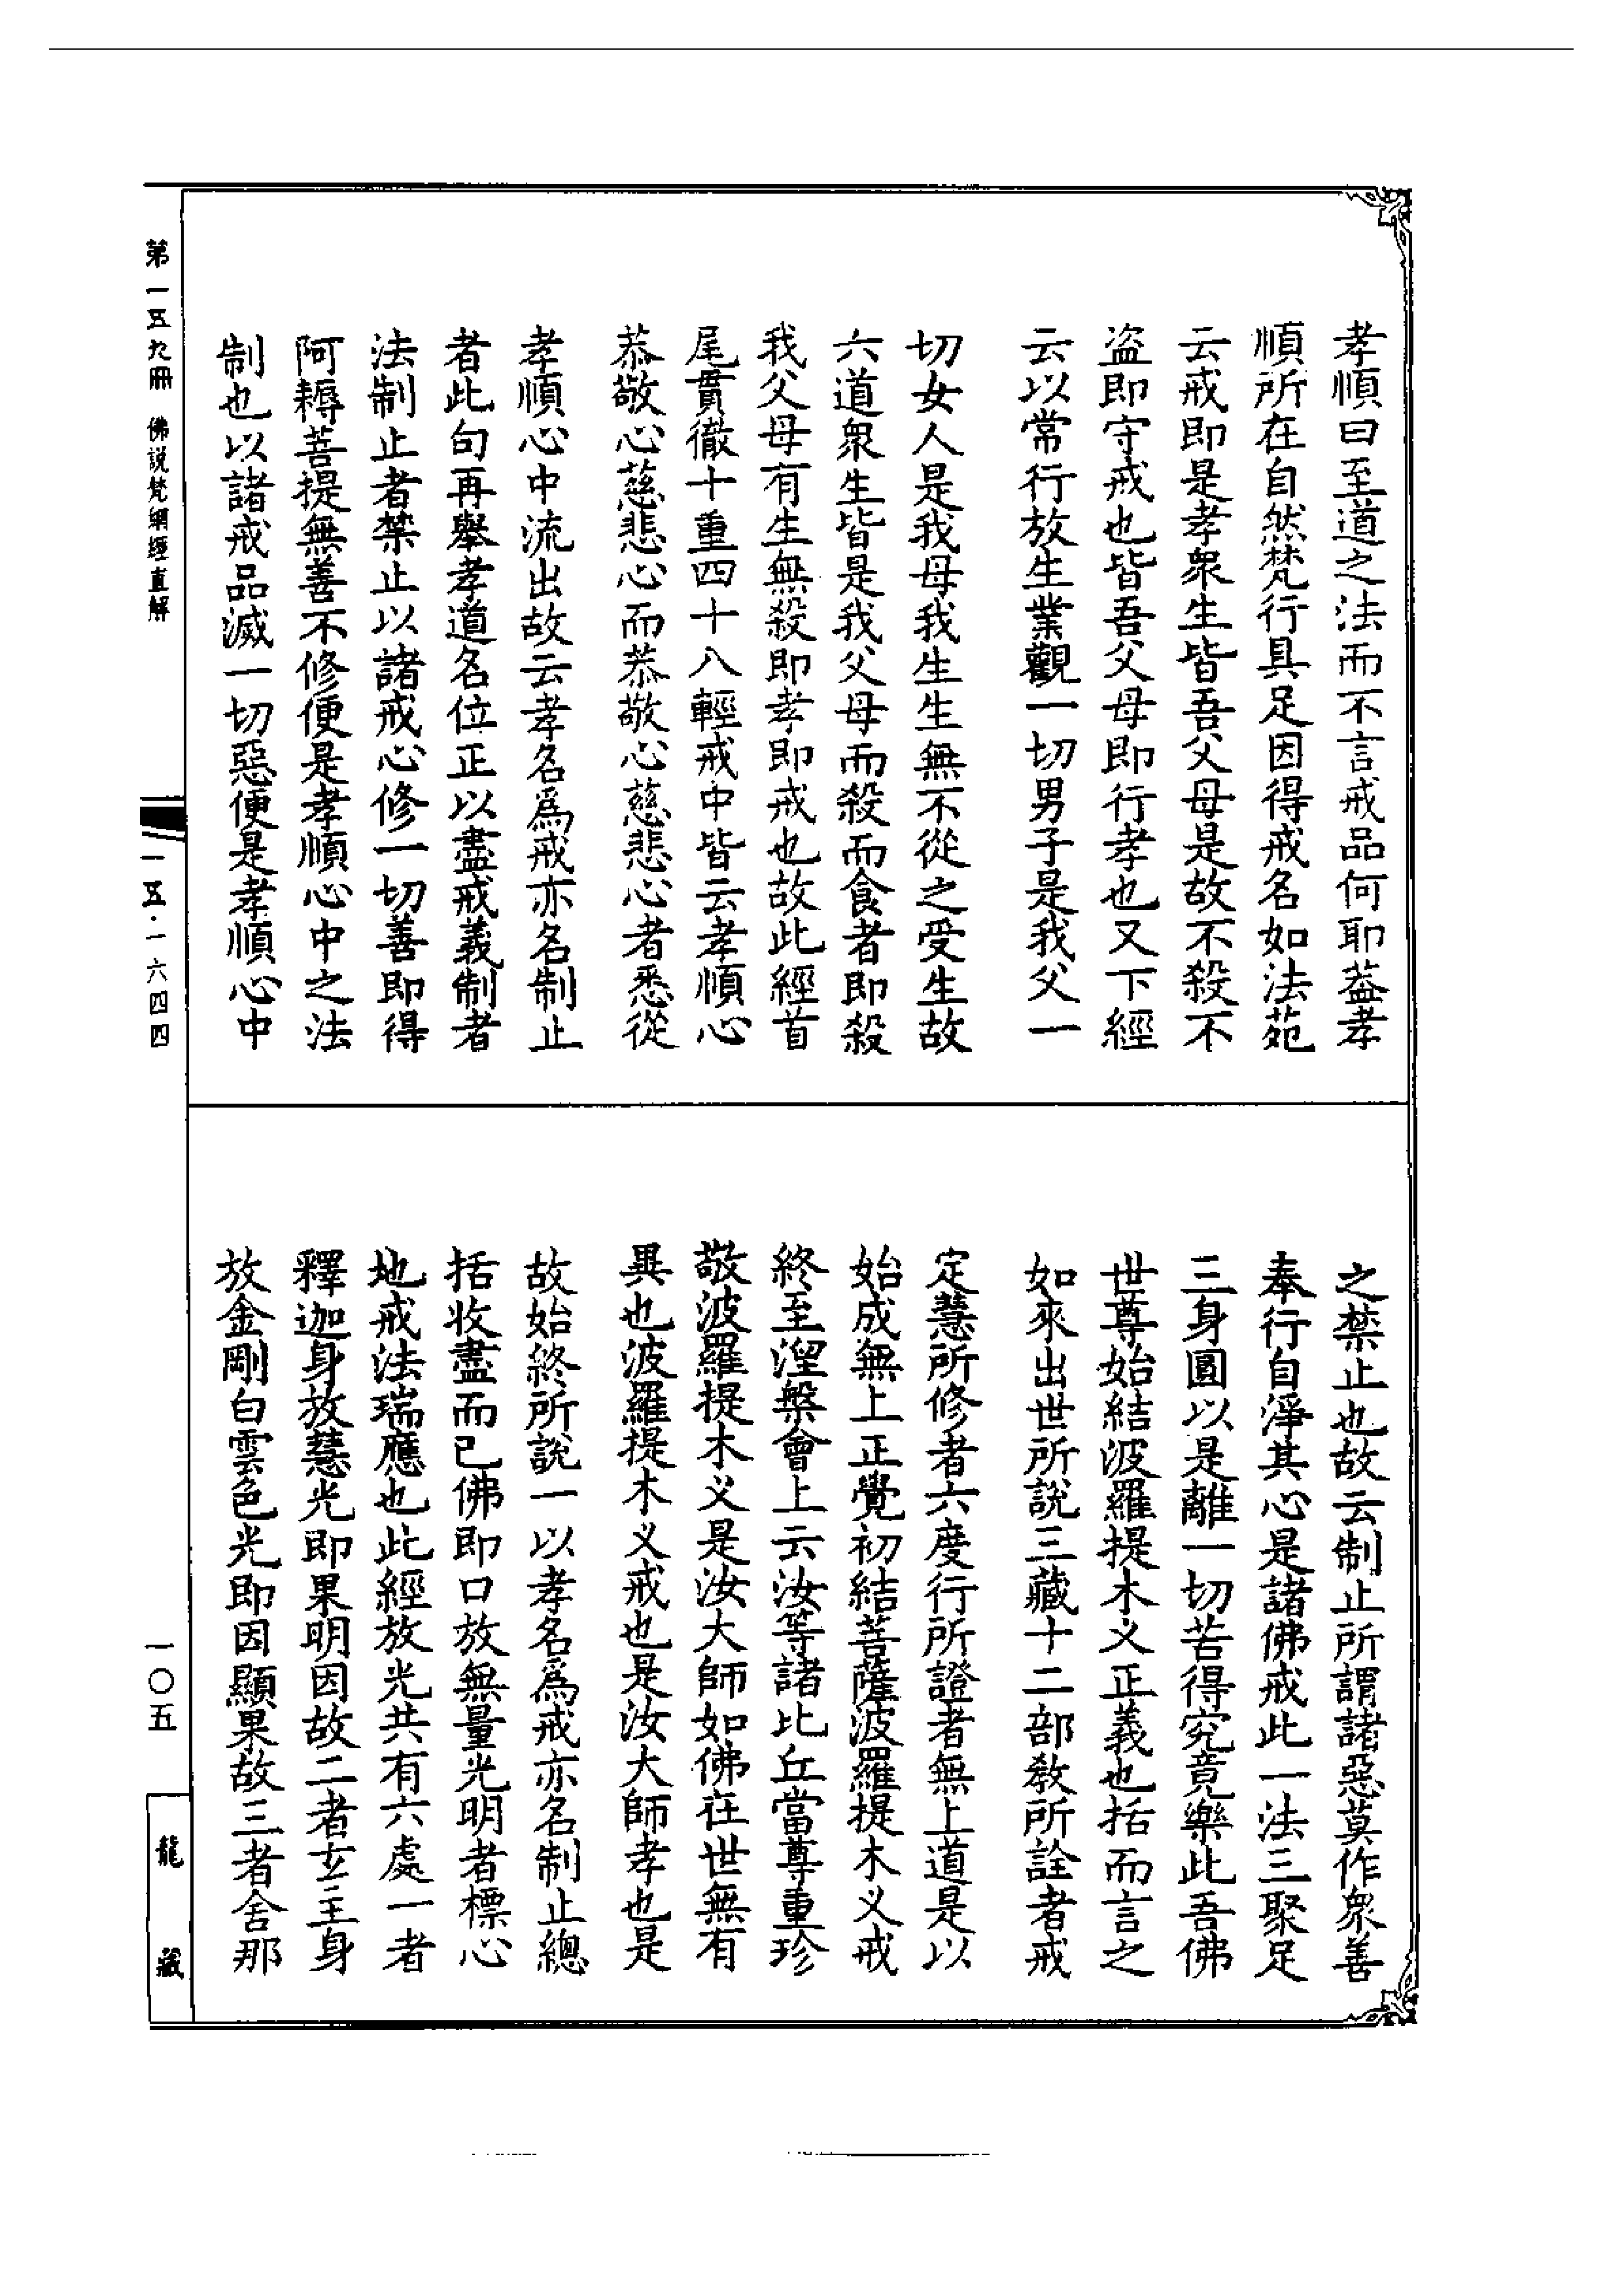 孝順曰至道之法而不言戒品何耶葢孝
順所在自然梵行具足因得戒名如法苑
云戒即是孝衆生皆吾父母是故不殺不
盜即守戒也皆吾父母即行孝也又下經
云以常行放生業觀一切男子是我父一
切女人是我母我生生無不從之受生故
六道衆生皆是我父母而殺而食者即殺
我父母有生無殺即孝即戒也故此經首
尾貫徹十重四十八輕戒中皆云孝順心
恭敬心慈悲心而恭敬心慈悲心者悉從
孝順心中流出故云孝名爲戒亦名制止
者此句再舉孝道名位正以盡戒義制者
法制止者禁止以諸戒心修一切善即得
阿耨菩提無善不修便是孝順心中之法
制也以諸戒品滅一切惡便是孝順心中
之禁止也故云制止所謂諸惡莫作衆善
奉行自淨其心是諸佛戒此一法三聚足
三身圓以是離一切苦得究竟樂此吾佛
世尊始結波羅提木义正義也括而言之
如來出世所說三藏十二部教所詮者戒
定慧所修者六度行所證者無上道是以
始成無上正覺初結菩薩波羅提木义戒
終至涅槃會上云汝等諸比丘當尊重珍
敬波羅提木义是汝大師如佛在世無有
異也波羅提木义戒也是汝大師孝也是
故始終所說一以孝名爲戒亦名制止總
括收盡而已佛即口放無量光明者標心
地戒法瑞應也此經放光共有六處一者
釋迦身放慧光即果明因故二者玄主身
放金剛白雲色光即因顯果故三者舍那
第一五九冊 佛說梵網經直解
一五·一六四四
一〇五
龍藏